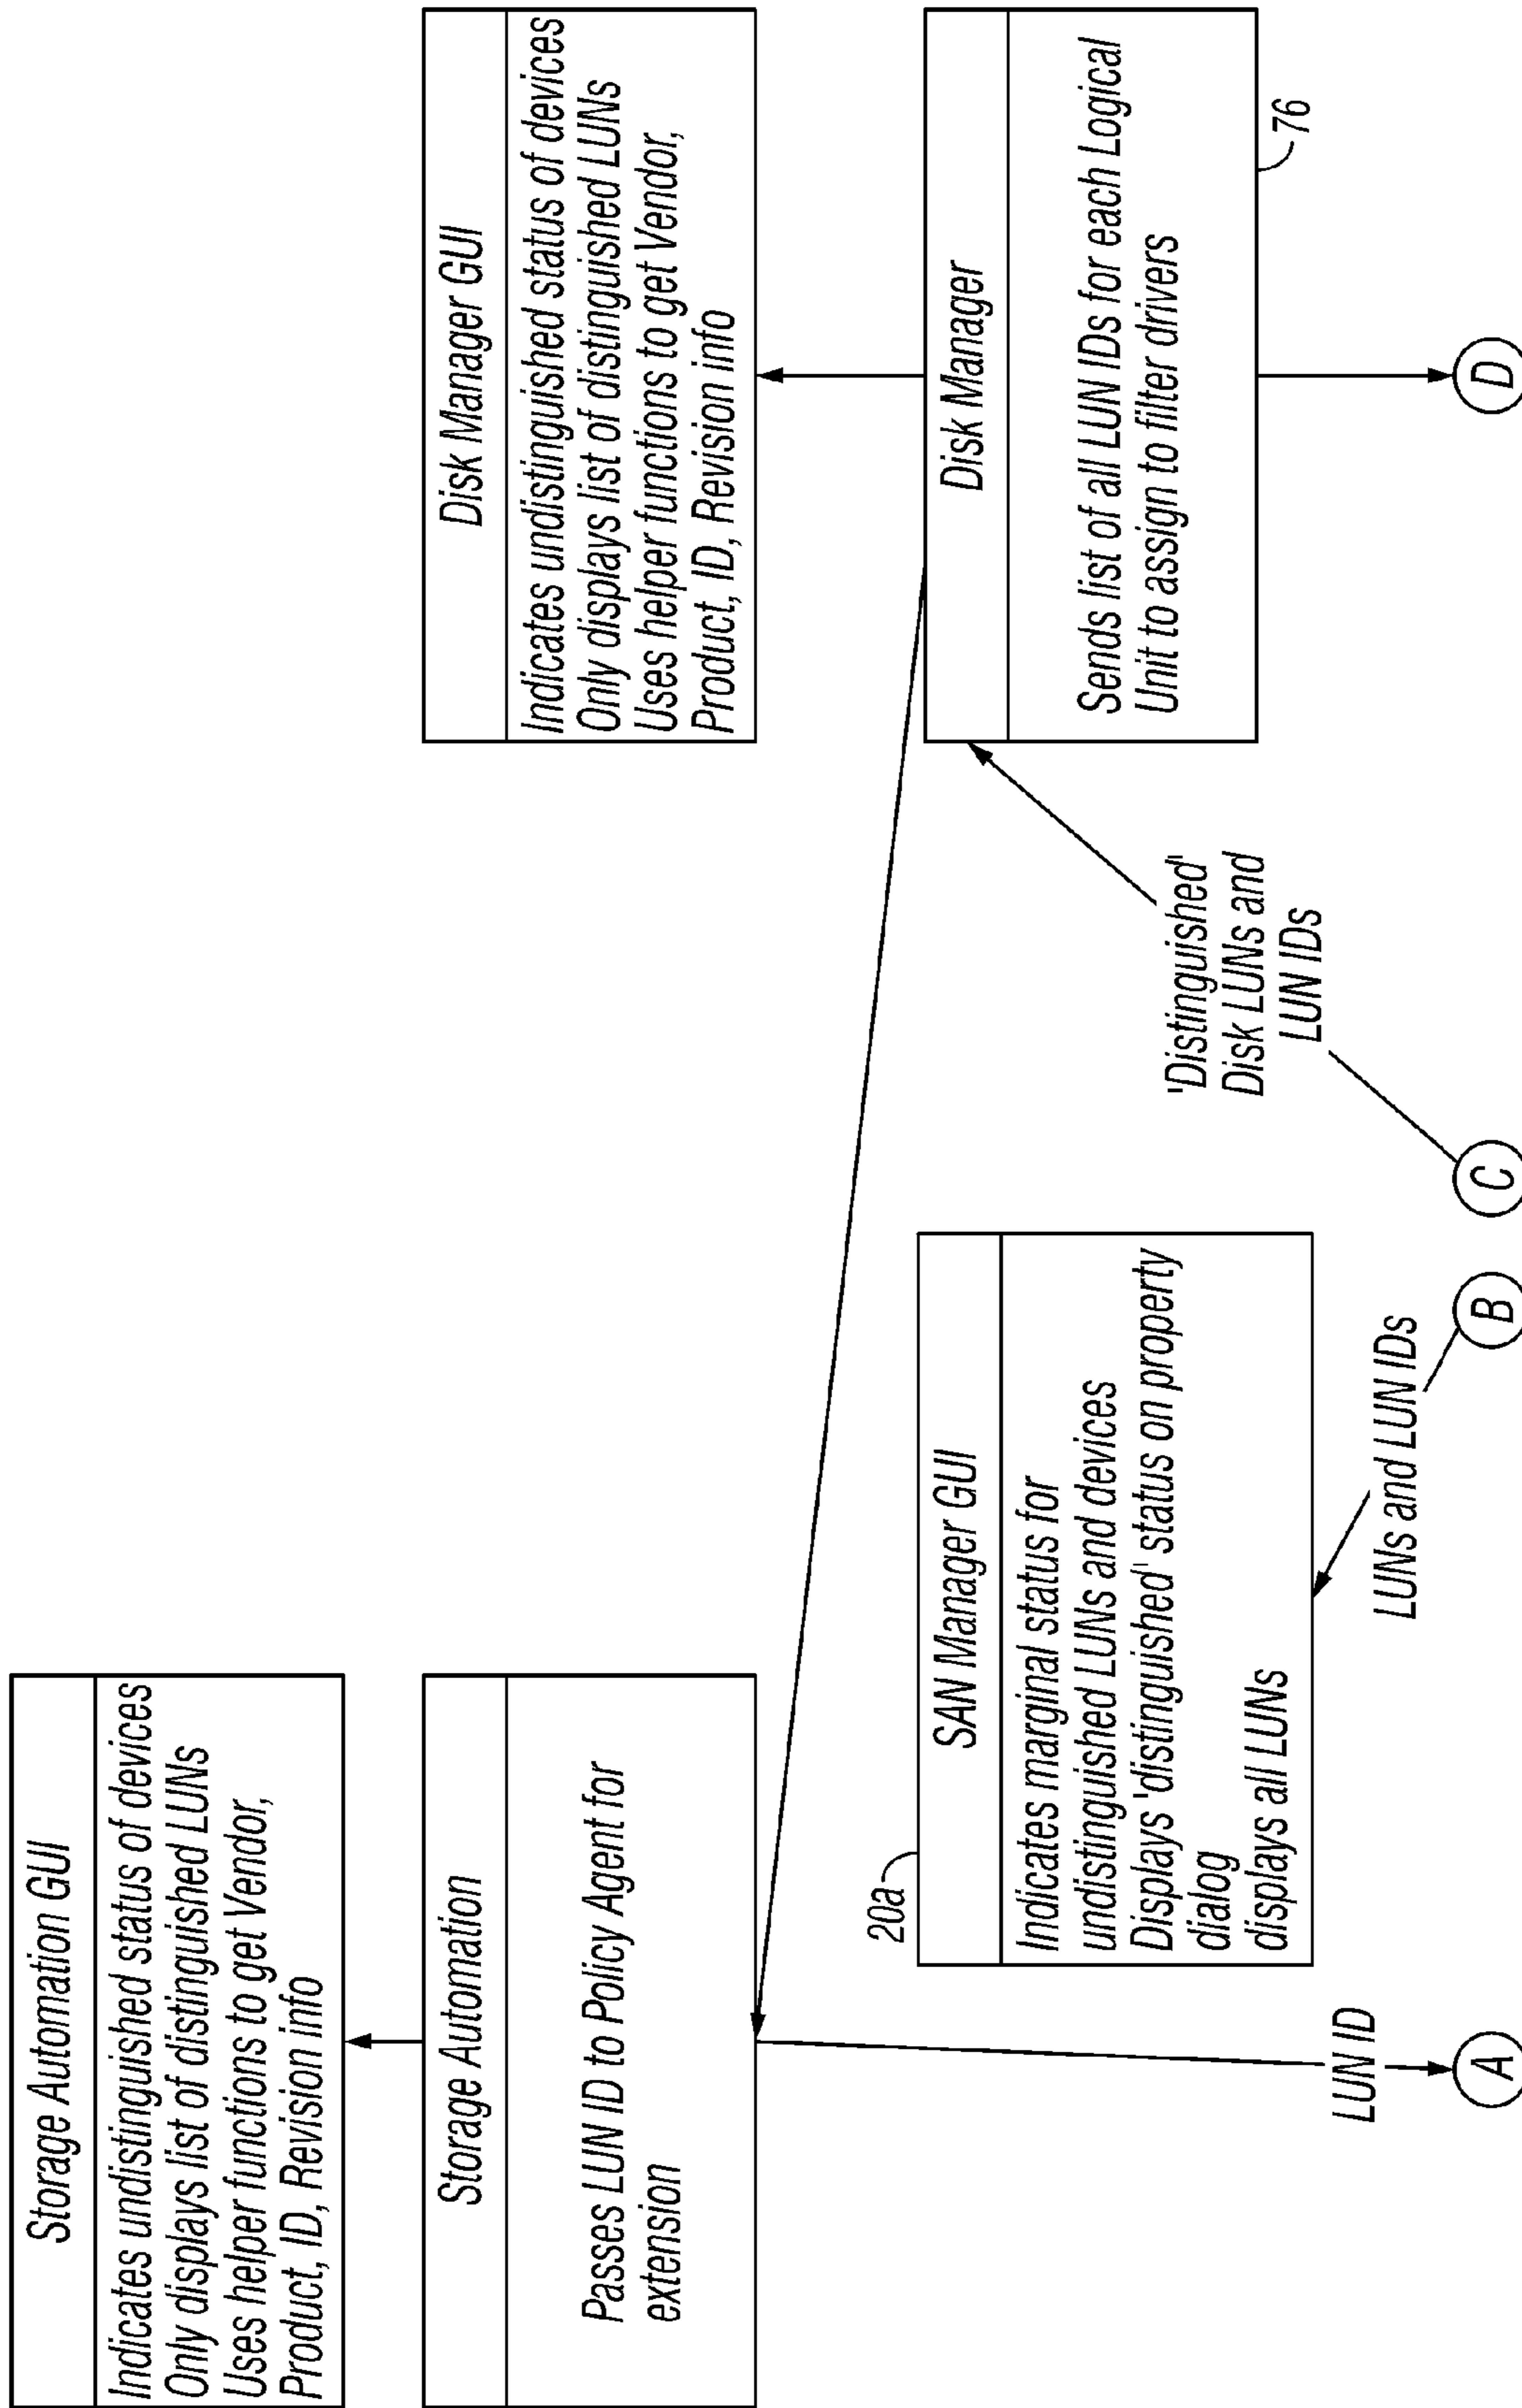 Storage Automation GUI
Indicates undistinguished status of devices
Only displays list of distinguished LUNs
Uses helper functions to get Vendor,
Product, ID, Revision info
Storage Automation
Passes LUN ID to Policy Agent for
extension
Disk Manager GUI
Indicates undistinguished status of devices
Only displays list of distinguished LUNs
Uses helper functions to get Vendor,
Product, ID, Revision info
20a
SAN Manager GUI
Indicates marginal status for
undistinguished LUNs and devices
Displays 'distinguished' status on property
dialog
displays all LUNs
Disk Manager
Sends list of all LUN IDs for each Logical
Unit to assign to filter drivers
76
'Distinguished'
Disk LUNs and
LUN IDs
LUN ID
LUNs and LUN IDs
A
B
C
D